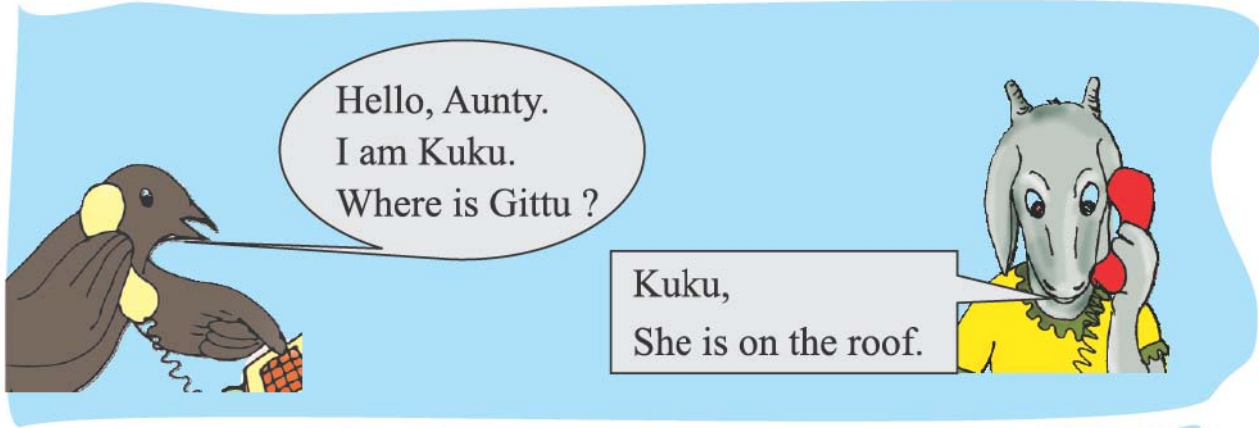 Hello, Aunty.
I am Kuku.
Where is Gittu ?
Kuku,
She is on the roof.